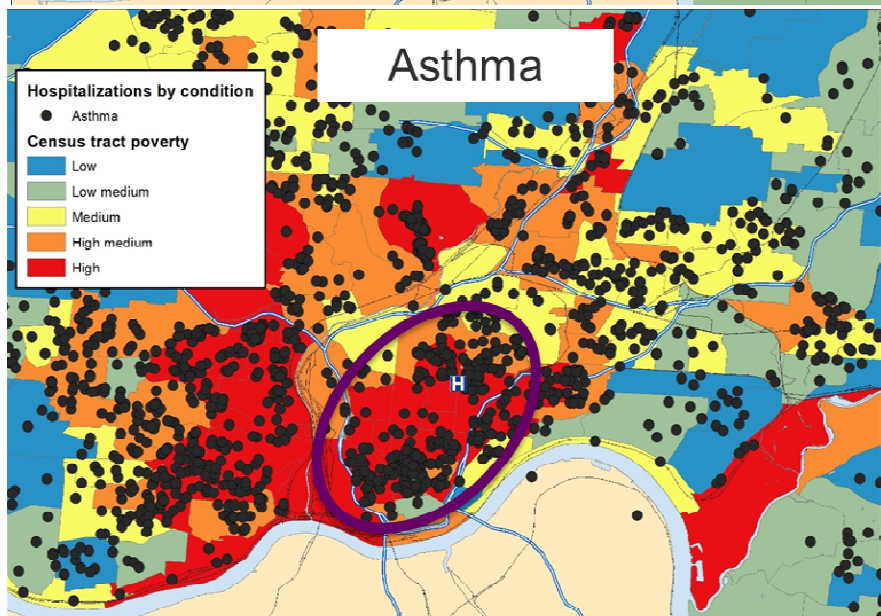 Asthma
Hospitalizations by condition
Asthma
Census tract poverty
Low
Low medium
Medium
High medium
High
H